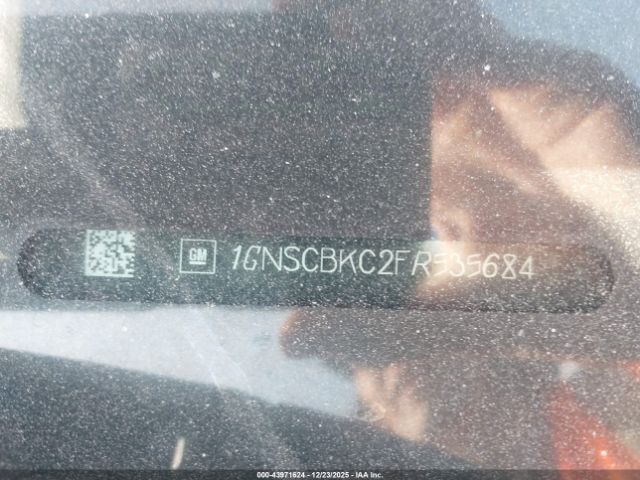 GM 1GNSCBKC2FR535684
000-43971624 | 12/23/2025 | IAA Inc.